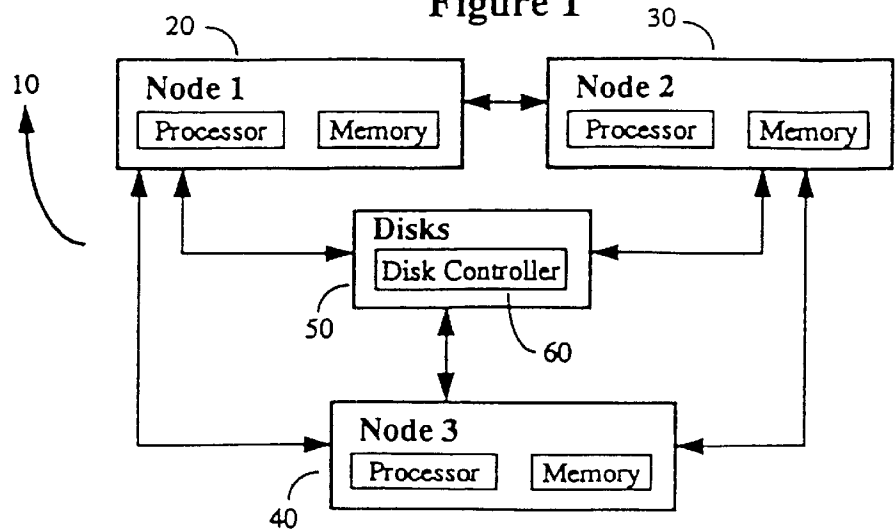 Figure 1
20
30
10
Node 1
Processor Memory
Node 2
Processor Memory
Disks
Disk Controller
50
60
Node 3
Processor Memory
40